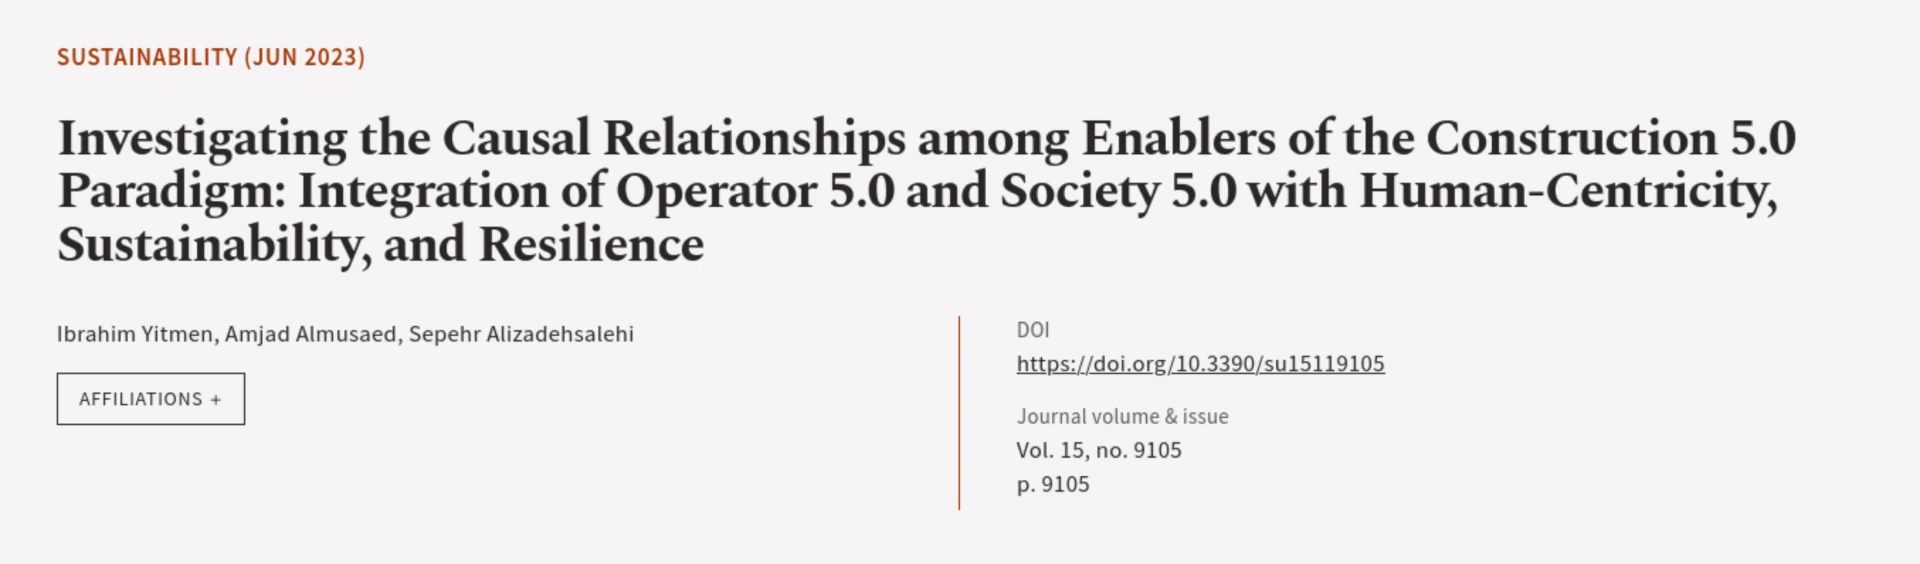 SUSTAINABILITY (JUN 2023)
Investigating the Causal Relationships among Enablers of the Construction 5.0
Paradigm: Integration of Operator 5.0 and Society 5.0 with Human-Centricity,
Sustainability, and Resilience
Ibrahim Yitmen, Amjad Almusaed, Sepehr Alizadehsalehi
AFFILIATIONS +
DOI
https://doi.org/10.3390/su15119105
Journal volume & issue
Vol. 15, no. 9105
p. 9105